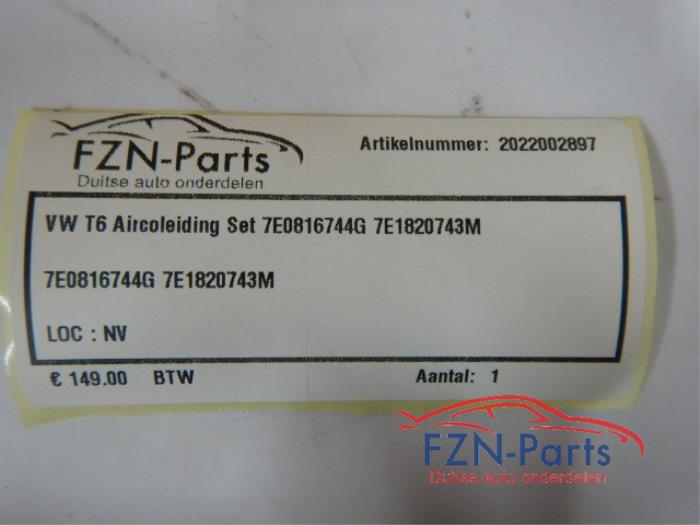 FZN-Parts
Duitse auto onderdelen
Artikelnummer: 2022002897
VW T6 Aircoleiding Set 7E0816744G 7E1820743M
7E0816744G 7E1820743M
LOC : NV
€ 149.00 BTW
Aantal: 1
FZN-Parts
Duitse auto onderdelen